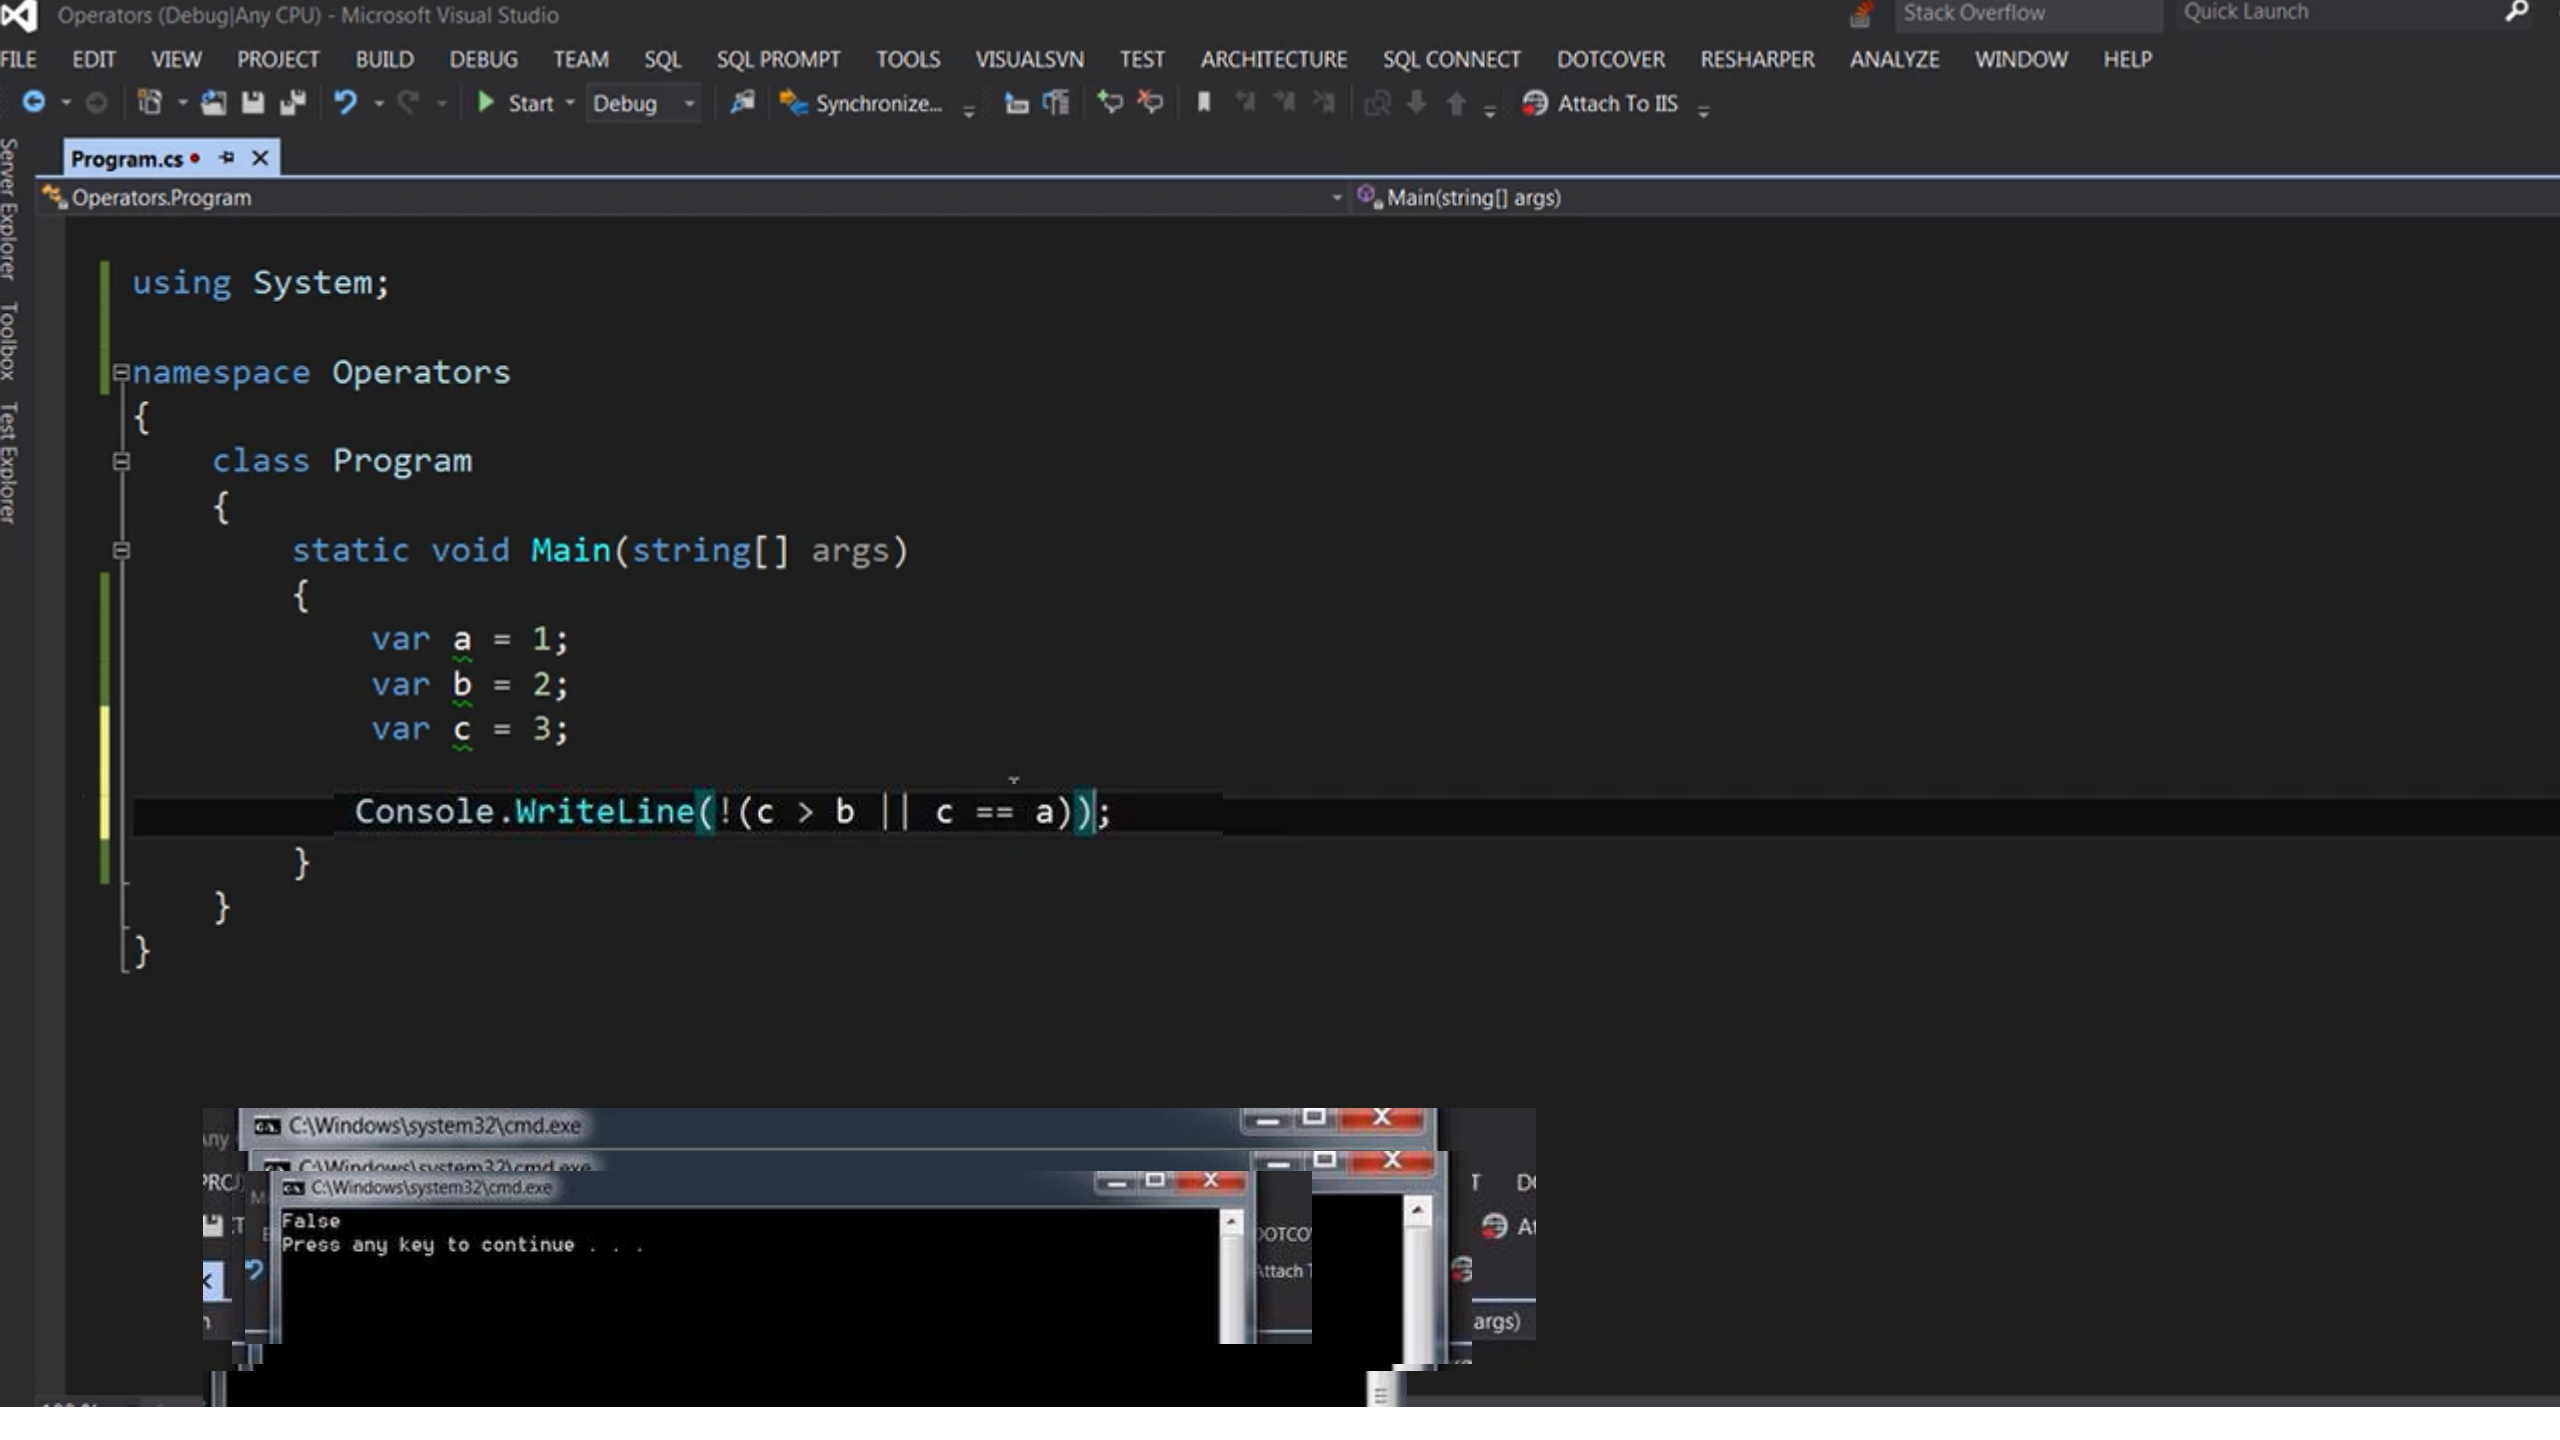 Operators (Debug|Any CPU) - Microsoft Visual Studio
Stack Overflow
Quick Launch
FILE EDIT VIEW PROJECT BUILD DEBUG TEAM SQL SQL PROMPT TOOLS VISUALSVN TEST ARCHITECTURE SQL CONNECT DOTCOVER RESHARPER ANALYZE WINDOW HELP
Start Debug Synchronize... Attach To IIS
Server Explorer Toolbox Test Explorer
Program.cs
Operators.Program Main(string[] args)
using System;
namespace Operators
{
class Program
{
static void Main(string[] args)
{
var a = 1;
var b = 2;
var c = 3;
Console.WriteLine(!(c > b || c == a));
}
}
}
C:\Windows\system32\cmd.exe
C:\Windows\system32\cmd.exe
C:\Windows\system32\cmd.exe
False
Press any key to continue . . .
args)